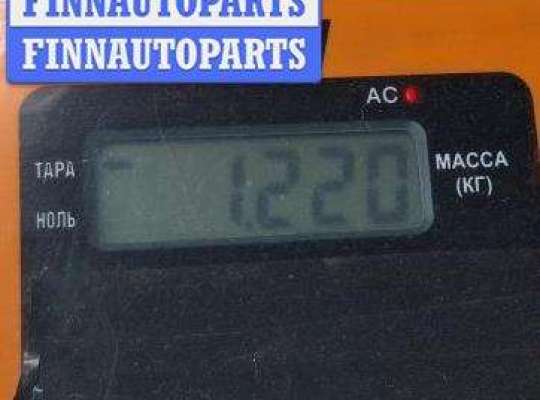 FINNAUTOPARTS
FINNAUTOPARTS
AC
ТАРА
1.220
МАССА
(КГ)
НОЛЬ